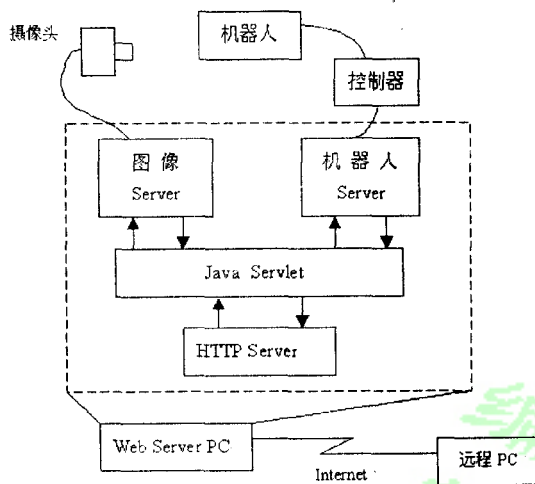 摄像头
机器人
控制器
图 像
Server
机 器 人
Server
Java Servlet
HTTP Server
Web Server PC
Internet
远程 PC